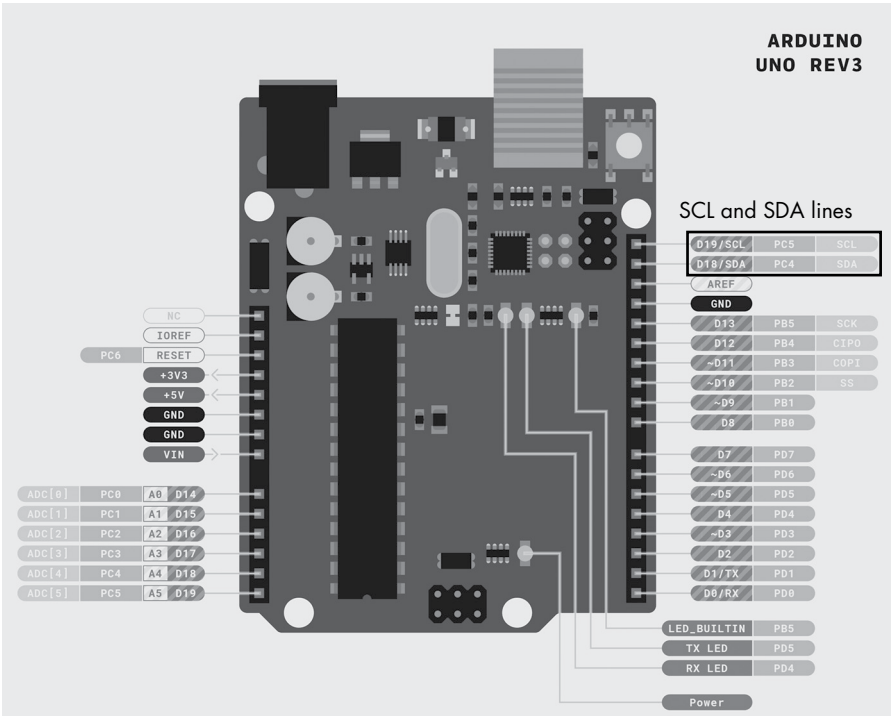 ARDUINO
UNO REV3
SCL and SDA lines
D19/SCL PC5 SCL
D18/SDA PC4 SDA
AREF
GND
D13 PB5 SCK
D12 PB4 CIPO
~D11 PB3 COPI
~D10 PB2 SS
~D9 PB1
D8 PB0
D7 PD7
~D6 PD6
~D5 PD5
D4 PD4
~D3 PD3
D2 PD2
D1/TX PD1
D0/RX PD0
LED_BUILTIN PB5
TX LED PD5
RX LED PD4
Power
NC
IOREF
PC6 RESET
+3V3
+5V
GND
GND
VIN
ADC[0] PC0 A0 D14
ADC[1] PC1 A1 D15
ADC[2] PC2 A2 D16
ADC[3] PC3 A3 D17
ADC[4] PC4 A4 D18
ADC[5] PC5 A5 D19